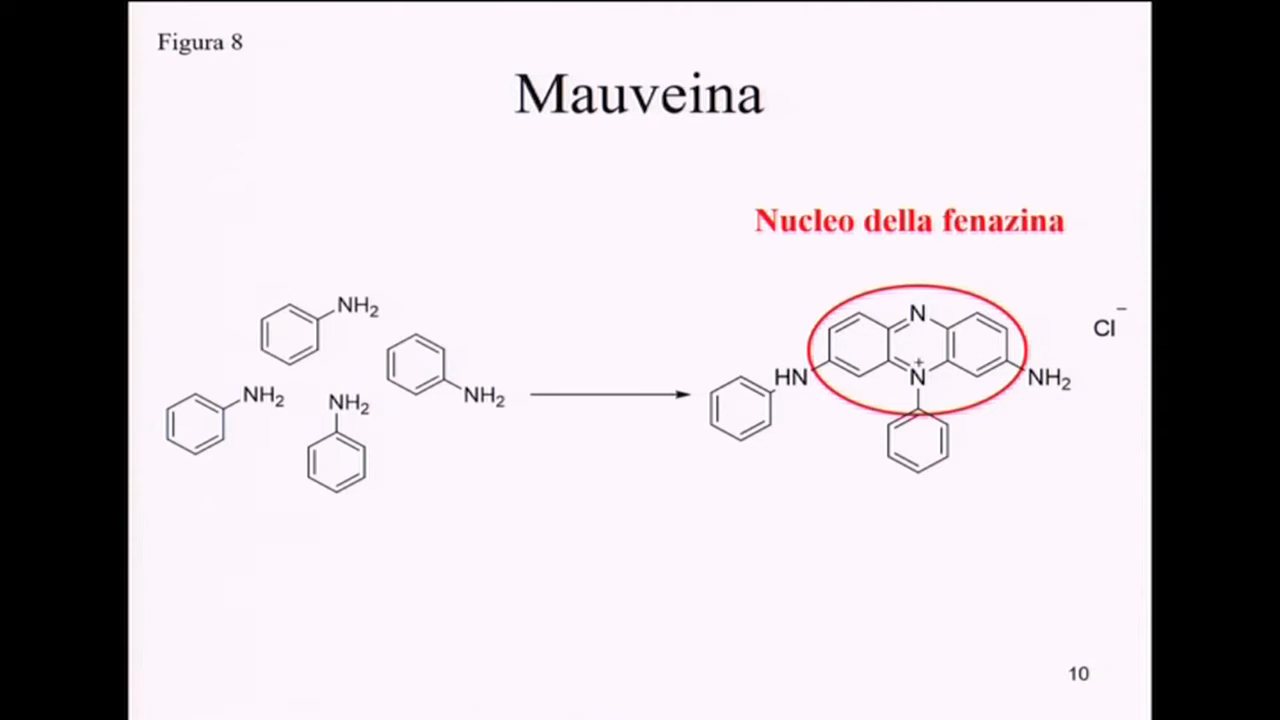 Figura 8
Mauveina
Nucleo della fenazina
NH2
NH2
NH2
NH2
N
Cl−
HN
N+
NH2
10